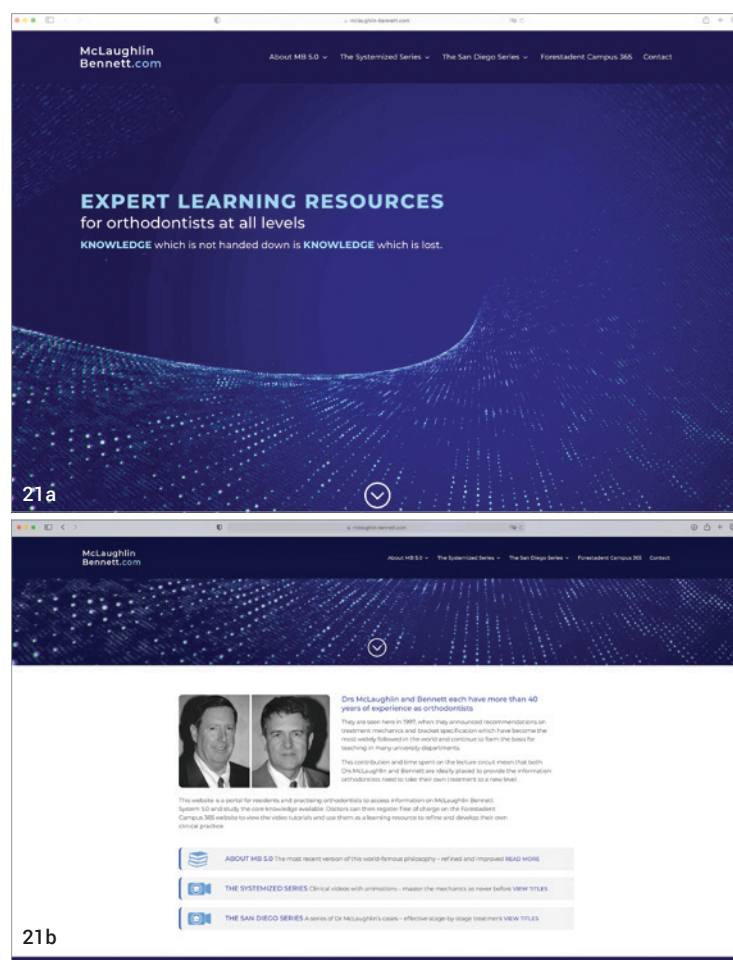 mclaughlin-bennett.com
McLaughlin
Bennett.com
About MB 5.0
The Systemized Series
The San Diego Series
Forestadent Campus 365
Contact
EXPERT LEARNING RESOURCES
for orthodontists at all levels
KNOWLEDGE which is not handed down is KNOWLEDGE which is lost.
21a
mclaughlin-bennett.com
McLaughlin
Bennett.com
About MB 5.0
The Systemized Series
The San Diego Series
Forestadent Campus 365
Contact
Drs McLaughlin and Bennett each have more than 40
years of experience as orthodontists
They are seen here in 1997, when they announced recommendations on
treatment mechanics and bracket specification which have become the
most widely followed in the world and continue to form the basis for
teaching in many university departments.
This contribution and time spent on the lecture circuit mean that both
Drs McLaughlin and Bennett are ideally placed to provide the information
orthodontists need to take their own treatment to a new level.
This website is a portal for residents and practising orthodontists to access information on McLaughlin Bennett
System 5.0 and study the core knowledge available. Doctors can then register free of charge on the Forestadent
Campus 365 website to view the video tutorials and use them as a learning resource to refine and develop their own
clinical practice.
ABOUT MB 5.0 The most recent version of this world-famous philosophy – refined and improved READ MORE
THE SYSTEMIZED SERIES Clinical videos with animations – master the mechanics as never before VIEW TITLES
THE SAN DIEGO SERIES A series of Dr McLaughlin's cases – effective stage-by-stage treatment VIEW TITLES
21b